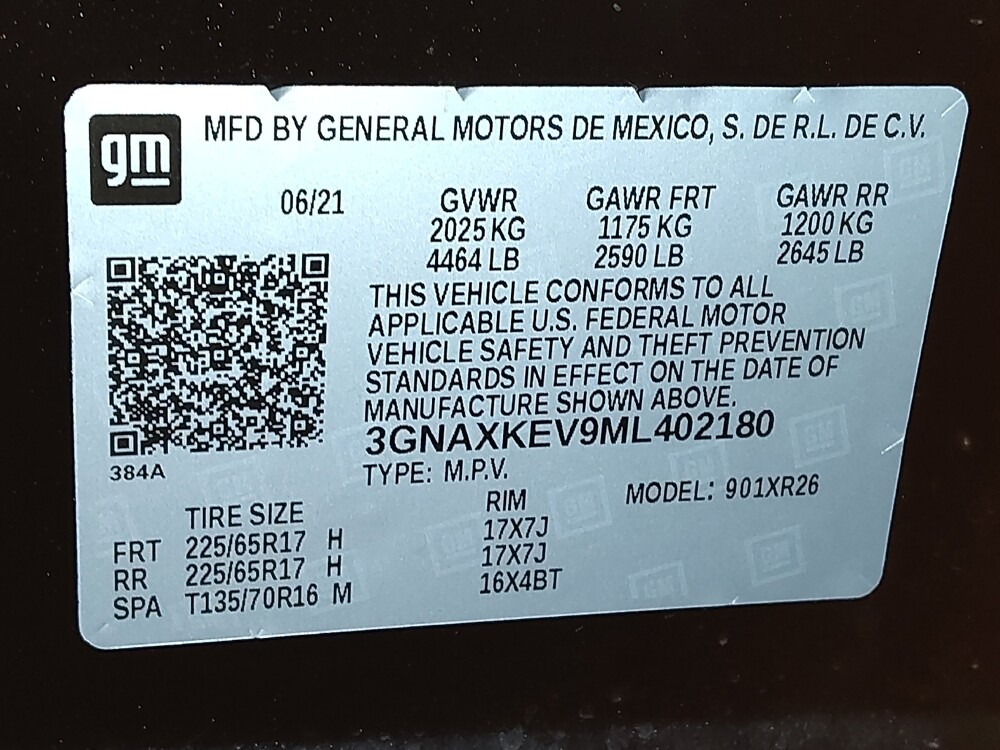 gm
MFD BY GENERAL MOTORS DE MEXICO, S. DE R.L. DE C.V.
06/21 GVWR GAWR FRT GAWR RR
2025 KG 1175 KG 1200 KG
4464 LB 2590 LB 2645 LB
THIS VEHICLE CONFORMS TO ALL
APPLICABLE U.S. FEDERAL MOTOR
VEHICLE SAFETY AND THEFT PREVENTION
STANDARDS IN EFFECT ON THE DATE OF
MANUFACTURE SHOWN ABOVE.
3GNAXKEV9ML402180
384A
TYPE: M.P.V. MODEL: 901XR26
TIRE SIZE RIM
FRT 225/65R17 H 17X7J
RR 225/65R17 H 17X7J
SPA T135/70R16 M 16X4BT